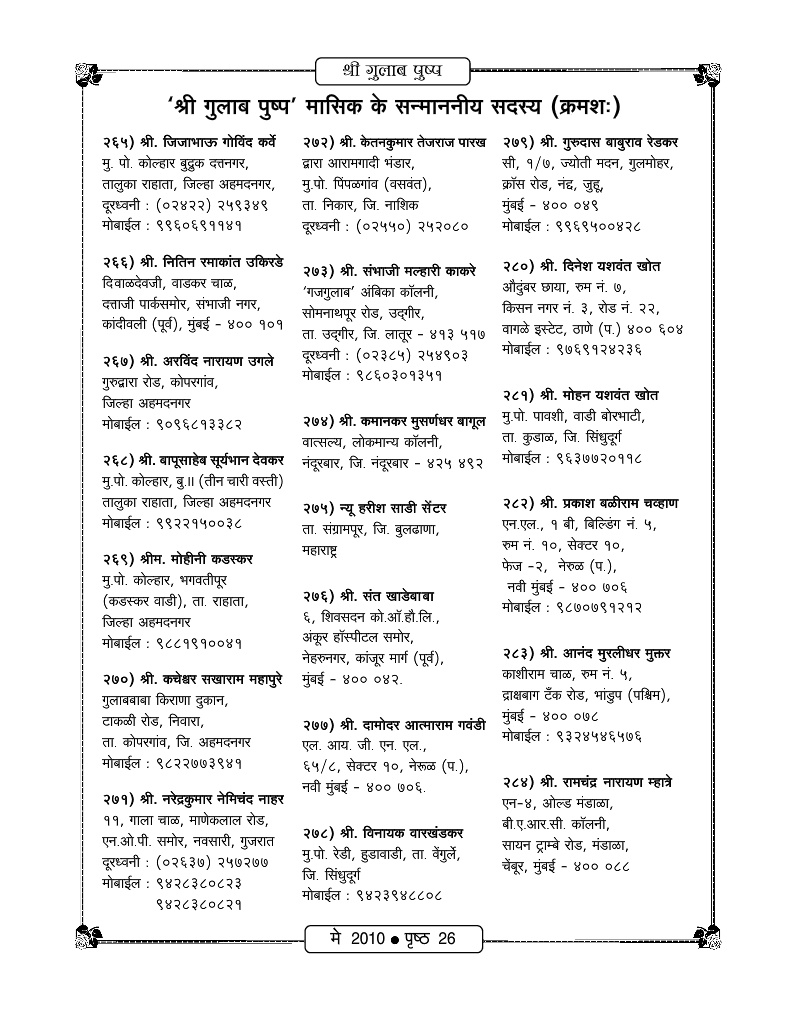 श्री गुलाब पुष्प
‘श्री गुलाब पुष्प’ मासिक के सन्माननीय सदस्य (क्रमशः)
२६५) श्री. जिजाभाऊ गोविंद कर्वे
मु. पो. कोल्हार बुद्रुक दत्तनगर,
तालुका राहाता, जिल्हा अहमदनगर,
दूरध्वनी : (०२४२२) २५९३४९
मोबाईल : ९९६०६९११४१
२६६) श्री. नितिन रमाकांत उकिरडे
दिवाळदेवजी, वाडकर चाळ,
दत्ताजी पार्कसमोर, संभाजी नगर,
कांदीवली (पूर्व), मुंबई - ४०० १०१
२६७) श्री. अरविंद नारायण उगले
गुरुद्वारा रोड, कोपरगांव,
जिल्हा अहमदनगर
मोबाईल : ९०९६८१३३८२
२६८) श्री. बापूसाहेब सूर्यभान देवकर
मु.पो. कोल्हार, बु.॥ (तीन चारी वस्ती)
तालुका राहाता, जिल्हा अहमदनगर
मोबाईल : ९९२२१५००३८
२६९) श्रीम. मोहीनी कडस्कर
मु.पो. कोल्हार, भगवतीपूर
(कडस्कर वाडी), ता. राहाता,
जिल्हा अहमदनगर
मोबाईल : ९८८१९१००४१
२७०) श्री. कचेश्वर सखाराम महापुरे
गुलाबबाबा किराणा दुकान,
टाकळी रोड, निवारा,
ता. कोपरगांव, जि. अहमदनगर
मोबाईल : ९८२२७७३९४१
२७१) श्री. नरेद्रकुमार नेमिचंद नाहर
११, गाला चाळ, माणेकलाल रोड,
एन.ओ.पी. समोर, नवसारी, गुजरात
दूरध्वनी : (०२६३७) २५७२७७
मोबाईल : ९४२८३८०८२३
९४२८३८०८२१
२७२) श्री. केतनकुमार तेजराज पारख
द्वारा आरामगादी भंडार,
मु.पो. पिंपळगांव (वसवंत),
ता. निकार, जि. नाशिक
दूरध्वनी : (०२५५०) २५२०८०
२७३) श्री. संभाजी मल्हारी काकरे
‘गजगुलाब’ अंबिका कॉलनी,
सोमनाथपूर रोड, उद्‌गीर,
ता. उद्‌गीर, जि. लातूर - ४१३ ५१७
दूरध्वनी : (०२३८५) २५४९०३
मोबाईल : ९८६०३०१३५१
२७४) श्री. कमानकर मुसर्णधर बागूल
वात्सल्य, लोकमान्य कॉलनी,
नंदूरबार, जि. नंदूरबार - ४२५ ४९२
२७५) न्यू हरीश साडी सेंटर
ता. संग्रामपूर, जि. बुलढाणा,
महाराष्ट्र
२७६) श्री. संत खाडेबाबा
६, शिवसदन को.ऑ.हौ.लि.,
अंकूर हॉस्पीटल समोर,
नेहरुनगर, कांजूर मार्ग (पूर्व),
मुंबई - ४०० ०४२.
२७७) श्री. दामोदर आत्माराम गवंडी
एल. आय. जी. एन. एल.,
६५/८, सेक्टर १०, नेरूळ (प.),
नवी मुंबई - ४०० ७०६.
२७८) श्री. विनायक वारखंडकर
मु.पो. रेडी, हुडावाडी, ता. वेंगुर्ले,
जि. सिंधुदूर्ग
मोबाईल : ९४२३९४८८०८
२७९) श्री. गुरुदास बाबुराव रेडकर
सी, १/७, ज्योती मदन, गुलमोहर,
क्रॉस रोड, नंद्द, जुहू,
मुंबई - ४०० ०४९
मोबाईल : ९९६९५००४२८
२८०) श्री. दिनेश यशवंत खोत
औदुंबर छाया, रुम नं. ७,
किसन नगर नं. ३, रोड नं. २२,
वागळे इस्टेट, ठाणे (प.) ४०० ६०४
मोबाईल : ९७६९१२४२३६
२८१) श्री. मोहन यशवंत खोत
मु.पो. पावशी, वाडी बोरभाटी,
ता. कुडाळ, जि. सिंधुदूर्ग
मोबाईल : ९६३७७२०११८
२८२) श्री. प्रकाश बळीराम चव्हाण
एन.एल., १ बी, बिल्डिंग नं. ५,
रुम नं. १०, सेक्टर १०,
फेज -२, नेरुळ (प.),
नवी मुंबई - ४०० ७०६
मोबाईल : ९८७०७९१२१२
२८३) श्री. आनंद मुरलीधर मुक्तर
काशीराम चाळ, रुम नं. ५,
द्राक्षबाग टँक रोड, भांडुप (पश्चिम),
मुंबई - ४०० ०७८
मोबाईल : ९३२४५४६५७६
२८४) श्री. रामचंद्र नारायण म्हात्रे
एन-४, ओल्ड मंडाळा,
बी.ए.आर.सी. कॉलनी,
सायन ट्राम्बे रोड, मंडाळा,
चेंबूर, मुंबई - ४०० ०८८
मे 2010 ● पृष्ठ 26